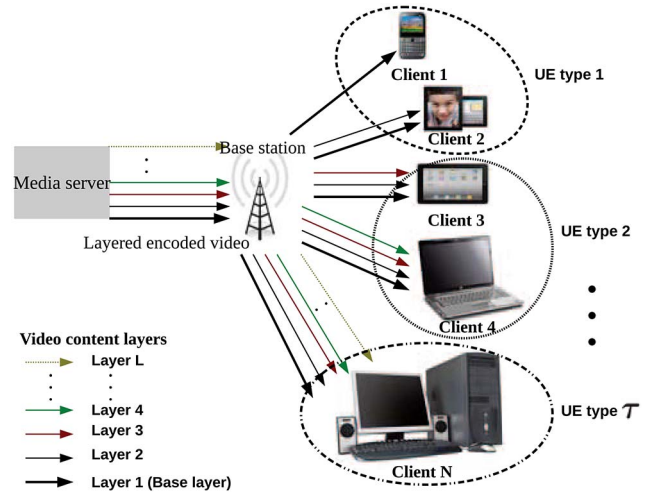 Client 1
UE type 1
Client 2
Base station
Media server
Client 3
Layered encoded video
UE type 2
Client 4
Video content layers
Layer L
Layer 4
Layer 3
Layer 2
Layer 1 (Base layer)
UE type τ
Client N